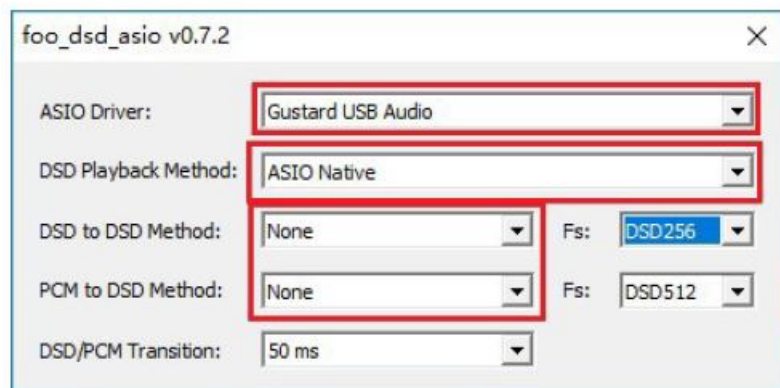 foo_dsd_asio v0.7.2
ASIO Driver: Gustard USB Audio
DSD Playback Method: ASIO Native
DSD to DSD Method: None Fs: DSD256
PCM to DSD Method: None Fs: DSD512
DSD/PCM Transition: 50 ms